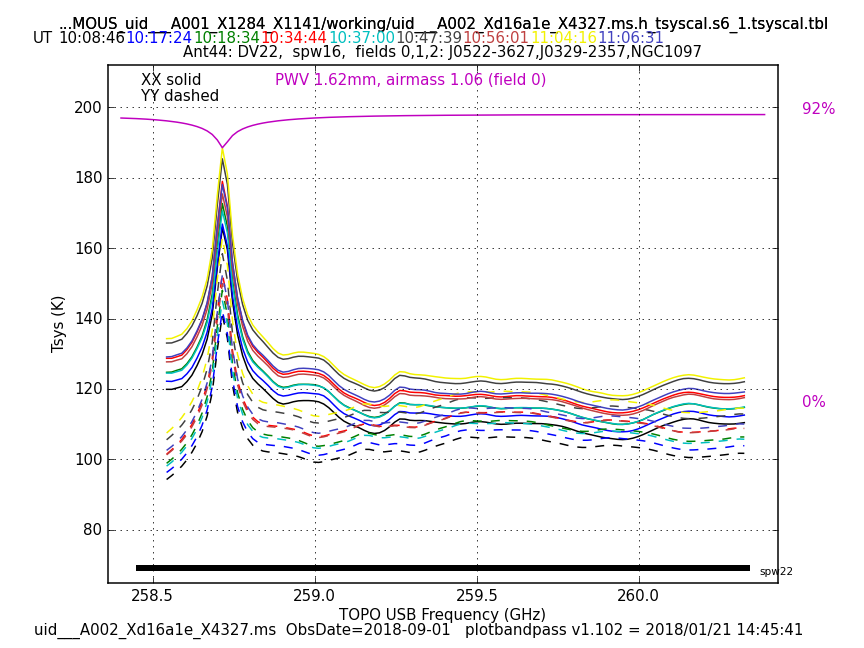 ...MOUS_uid___A001_X1284_X1141/working/uid___A002_Xd16a1e_X4327.ms.h_tsyscal.s6_1.tsyscal.tbl
UT 10:08:46 10:17:24 10:18:34 10:34:44 10:37:00 10:47:39 10:56:01 11:04:16 11:06:31
Ant44: DV22,  spw16,  fields 0,1,2: J0522-3627,J0329-2357,NGC1097
XX solid
PWV 1.62mm, airmass 1.06 (field 0)
YY dashed
200
92%
180
160
Tsys (K)
140
120
0%
100
80
spw22
258.5 259.0 259.5 260.0
TOPO USB Frequency (GHz)
uid___A002_Xd16a1e_X4327.ms  ObsDate=2018-09-01   plotbandpass v1.102 = 2018/01/21 14:45:41